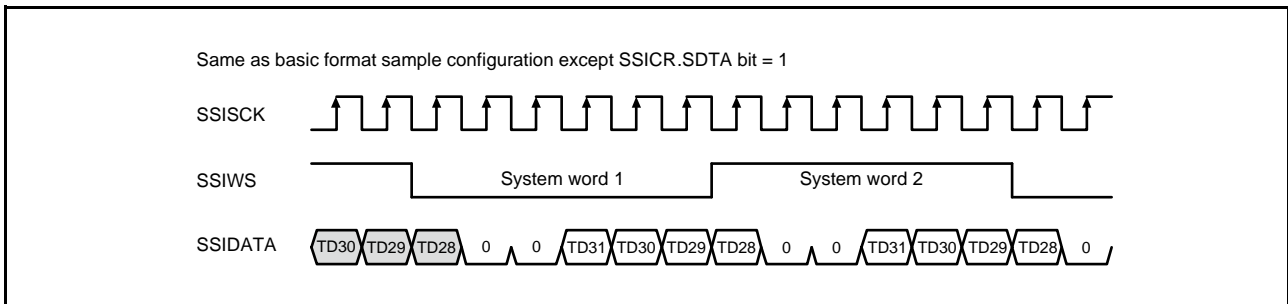 Same as basic format sample configuration except SSICR.SDTA bit = 1
SSISCK
SSIWS System word 1 System word 2
SSIDATA TD30 TD29 TD28 0 0 TD31 TD30 TD29 TD28 0 0 TD31 TD30 TD29 TD28 0